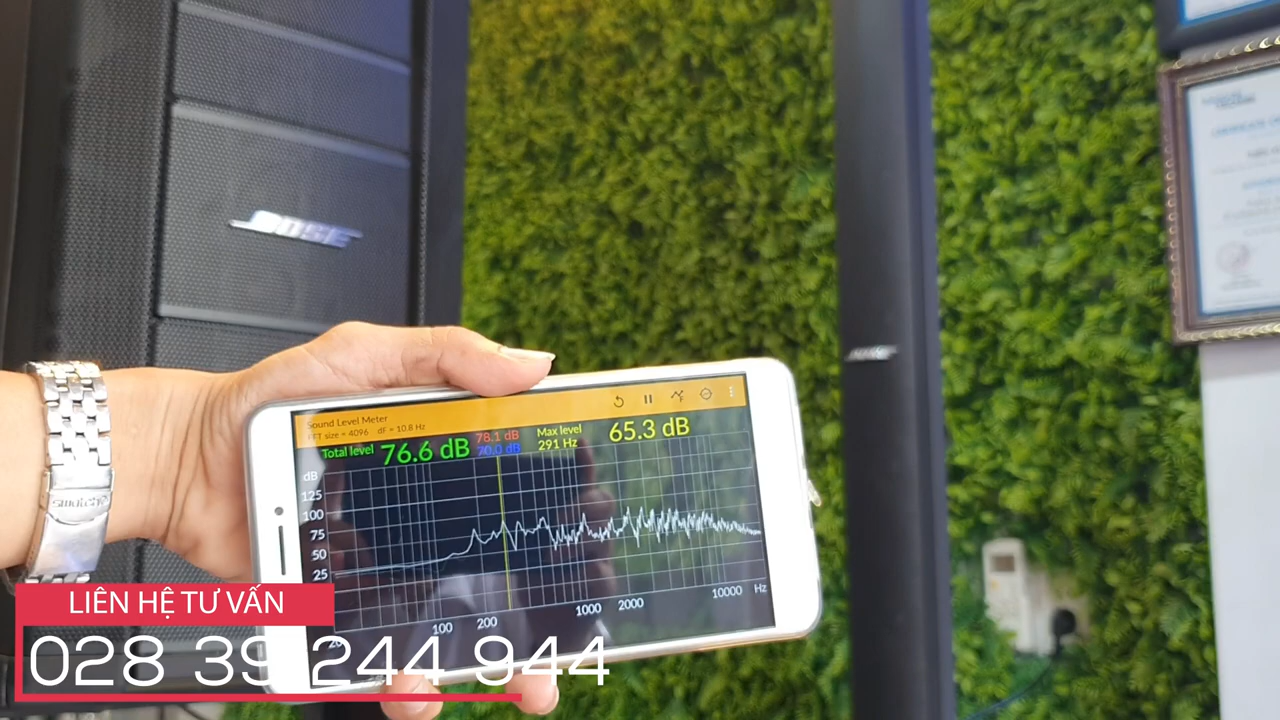 BOSE
Sound Level Meter
FFT size = 4096 dF = 10.8 Hz
Total level 76.6 dB 78.1 dB 70.0 dB Max level 291 Hz 65.3 dB
dB
125
100
75
50
25
20 100 200 1000 2000 10000 Hz
swatch
LIÊN HỆ TƯ VẤN
028 39 244 944